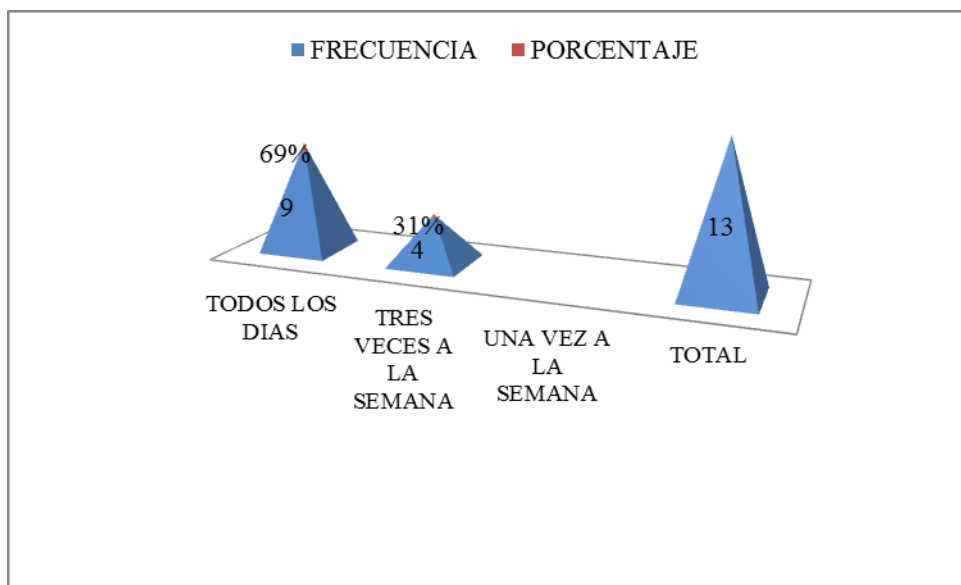 FRECUENCIA PORCENTAJE
69%
9
31%
4
13
TODOS LOS
DIAS
TRES
VECES A
LA
SEMANA
UNA VEZ A
LA
SEMANA
TOTAL